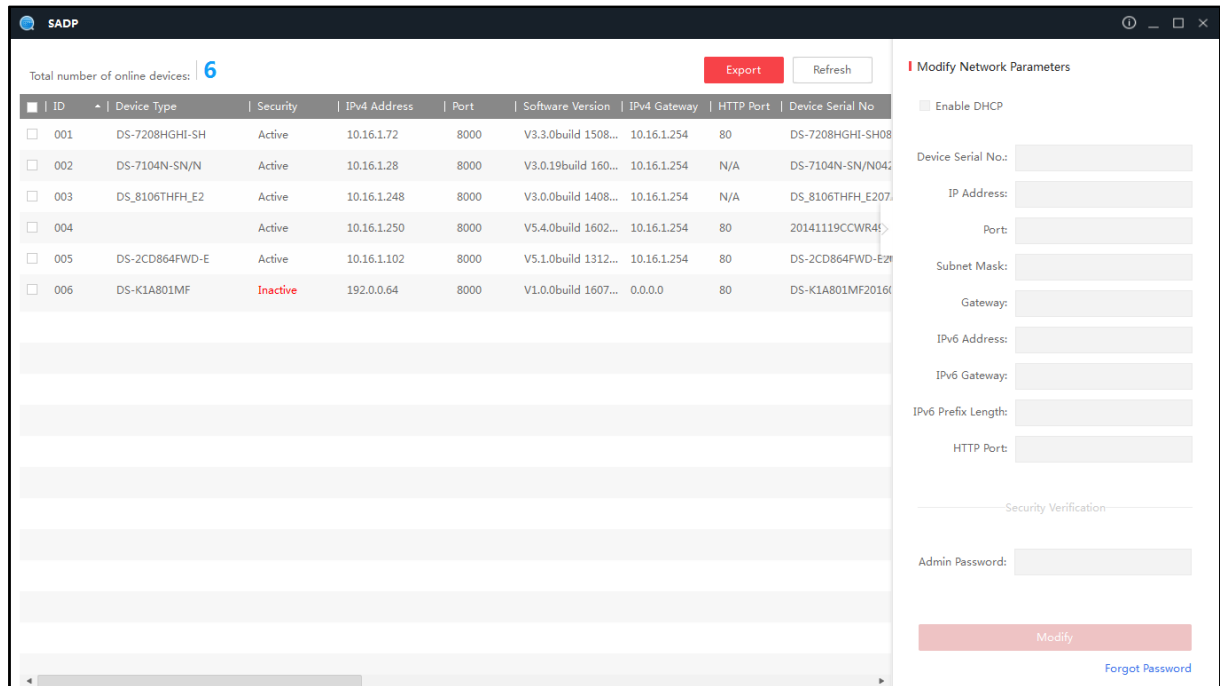 SADP
Total number of online devices: 6
Export
Refresh
ID | Device Type | Security | IPv4 Address | Port | Software Version | IPv4 Gateway | HTTP Port | Device Serial No
001 DS-7208HGHI-SH Active 10.16.1.72 8000 V3.3.0build 1508... 10.16.1.254 80 DS-7208HGHI-SH08
002 DS-7104N-SN/N Active 10.16.1.28 8000 V3.0.19build 160... 10.16.1.254 N/A DS-7104N-SN/N042
003 DS_8106THFH_E2 Active 10.16.1.248 8000 V3.0.0build 1408... 10.16.1.254 N/A DS_8106THFH_E207
004 Active 10.16.1.250 8000 V5.4.0build 1602... 10.16.1.254 80 20141119CCWR49
005 DS-2CD864FWD-E Active 10.16.1.102 8000 V5.1.0build 1312... 10.16.1.254 80 DS-2CD864FWD-E20
006 DS-K1A801MF Inactive 192.0.0.64 8000 V1.0.0build 1607... 0.0.0.0 80 DS-K1A801MF20160
Modify Network Parameters
Enable DHCP
Device Serial No.:
IP Address:
Port:
Subnet Mask:
Gateway:
IPv6 Address:
IPv6 Gateway:
IPv6 Prefix Length:
HTTP Port:
Security Verification
Admin Password:
Modify
Forgot Password